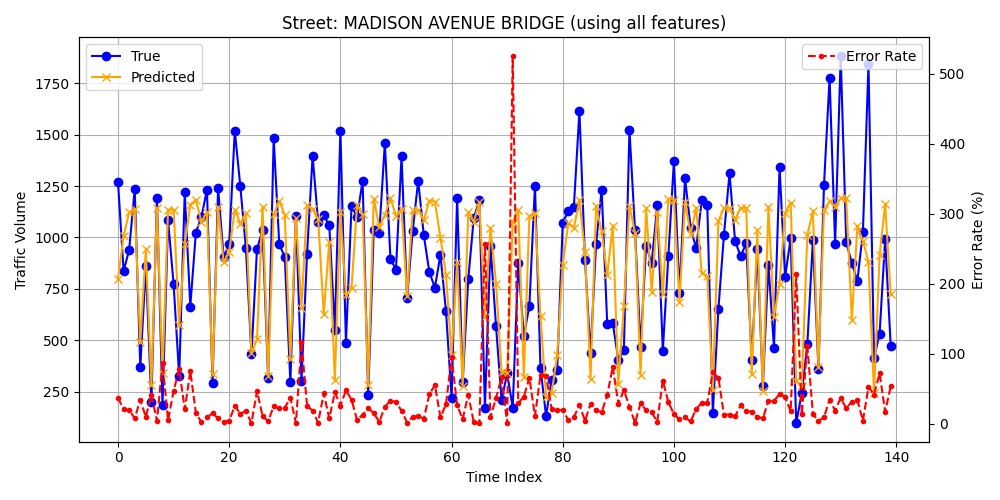 Street: MADISON AVENUE BRIDGE (using all features)
True
Predicted
Error Rate
Traffic Volume
1750
1500
1250
1000
750
500
250
500
400
300
200
100
0
Error Rate (%)
0 20 40 60 80 100 120 140
Time Index